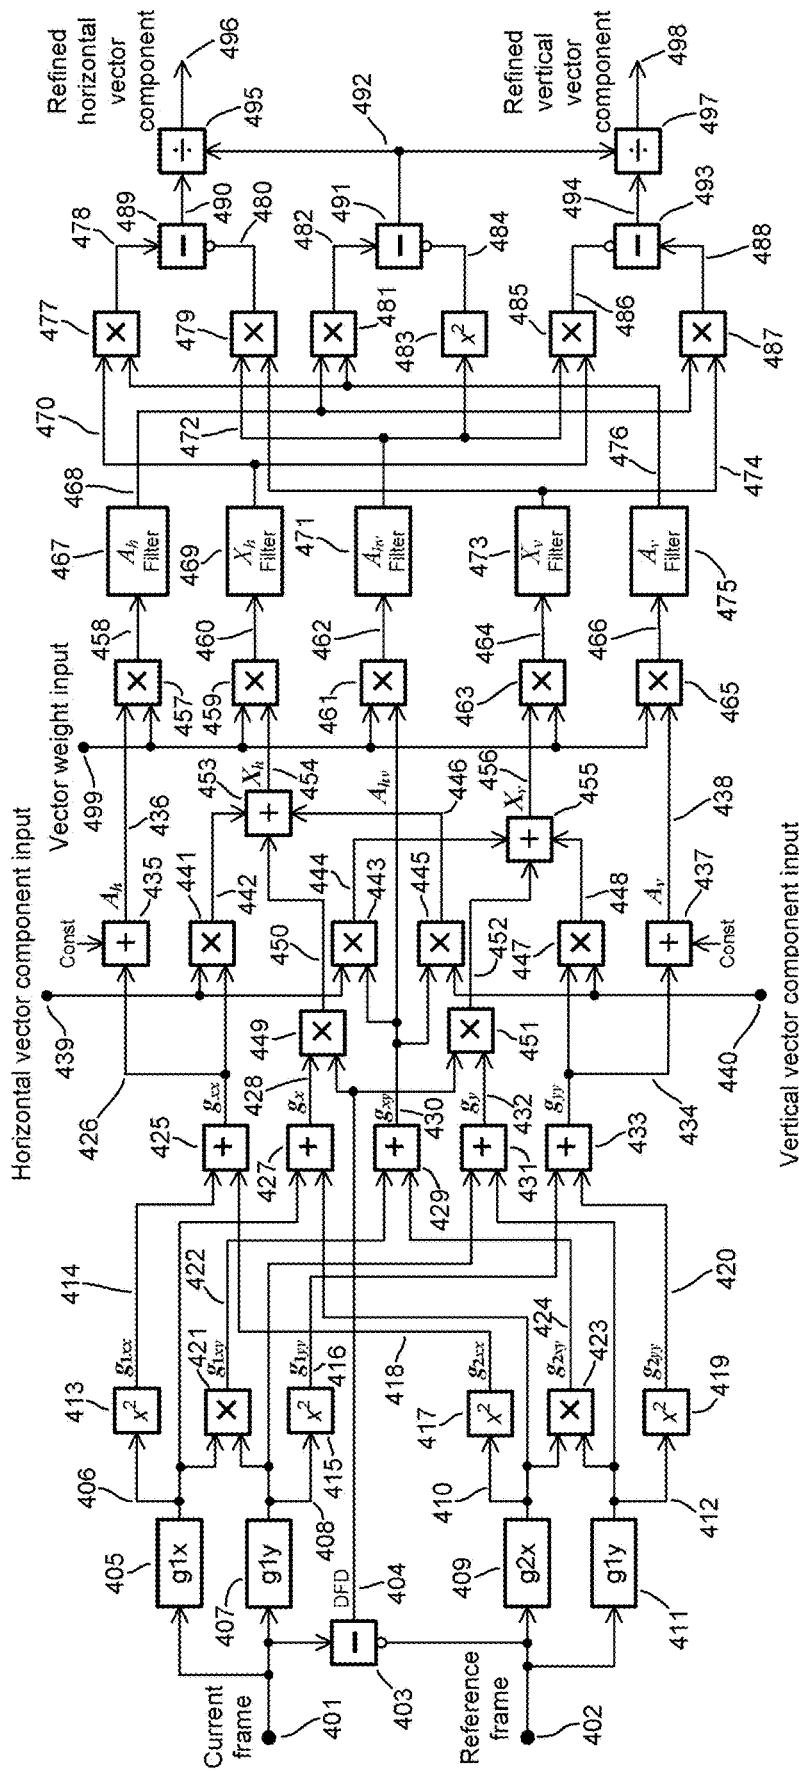 Horizontal vector component input
439
Vector weight input
499
Current
frame
401
Reference
frame
402
403
404
DFD
405
g1x
406
407
g1y
408
409
g2x
410
411
g1y
412
413
x²
g1xx
414
415
x²
g1yy
416
417
x²
g2xx
418
419
x²
g2yy
420
421
×
g1xy
422
423
×
g2xy
424
425
+
gxx
426
427
+
gx
428
429
+
gxy
430
431
+
gy
432
433
+
gyy
434
Const
435
+
Ah
436
Const
437
+
Av
438
440
441
×
442
443
×
444
445
×
446
447
×
448
449
×
450
451
×
452
453
+
Xh
454
455
+
Xv
456
Ahv
457
×
458
459
×
460
461
×
462
463
×
464
465
×
466
467
Ah
Filter
468
469
Xh
Filter
470
471
Ahv
Filter
472
473
Xv
Filter
474
475
Av
Filter
476
477
×
478
479
×
480
481
×
482
483
x²
484
485
×
486
487
×
488
489
−
490
491
−
492
493
−
494
495
÷
496
Refined
horizontal
vector
component
497
÷
498
Refined
vertical
vector
component
Vertical vector component input